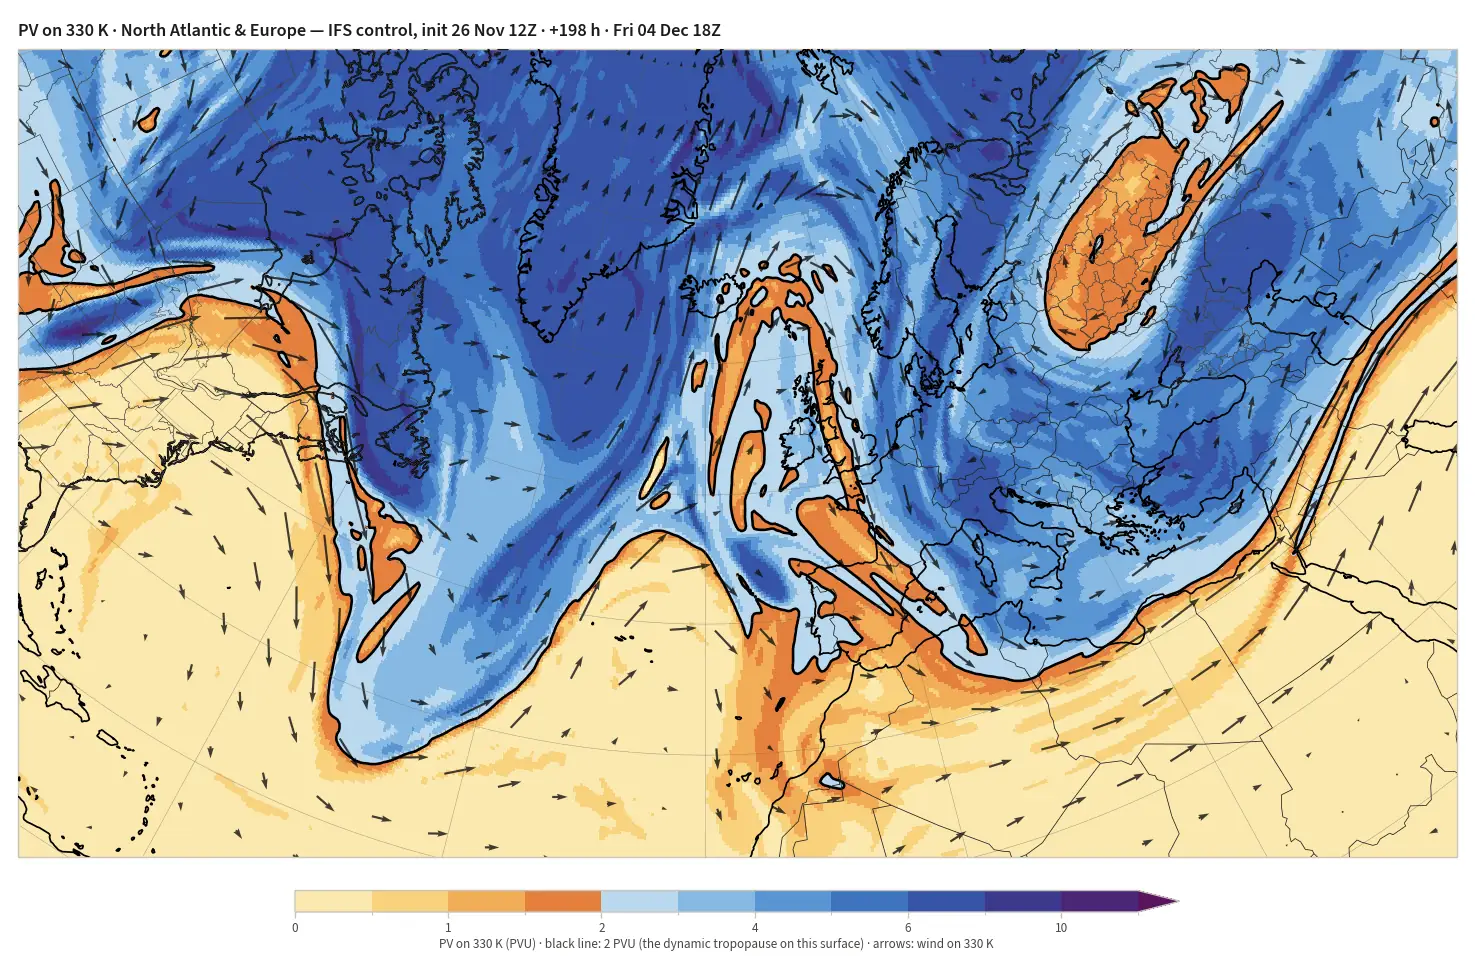 PV on 330 K · North Atlantic & Europe — IFS control, init 26 Nov 12Z · +198 h · Fri 04 Dec 18Z
0 1 2 4 6 10
PV on 330 K (PVU) · black line: 2 PVU (the dynamic tropopause on this surface) · arrows: wind on 330 K